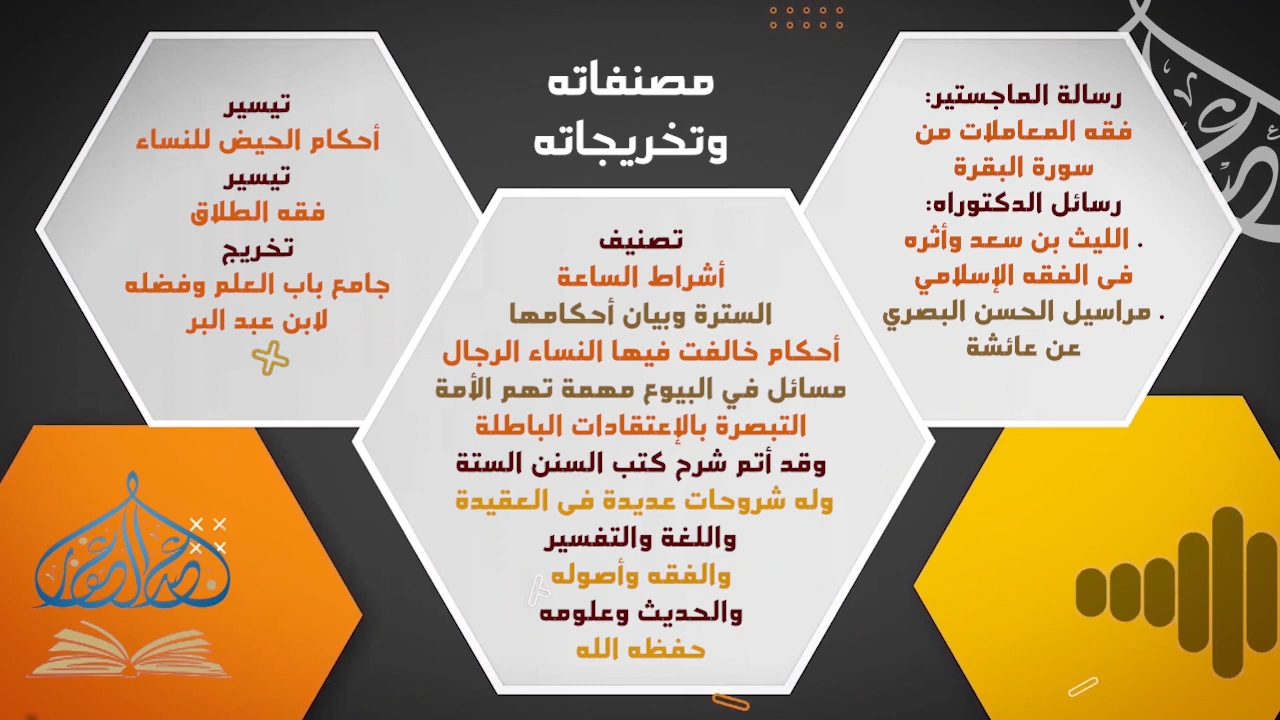 مصنفاته
وتخريجاته
رسالة الماجستير:
فقه المعاملات من
سورة البقرة
رسائل الدكتوراه:
. الليث بن سعد وأثره
فى الفقه الإسلامي
. مراسيل الحسن البصري
عن عائشة
تصنيف
أشراط الساعة
السترة وبيان أحكامها
أحكام خالفت فيها النساء الرجال
مسائل في البيوع مهمة تهم الأمة
التبصرة بالإعتقادات الباطلة
وقد أتم شرح كتب السنن الستة
وله شروحات عديدة فى العقيدة
واللغة والتفسير
والفقه وأصوله
والحديث وعلومه
حفظه الله
تيسير
أحكام الحيض للنساء
تيسير
فقه الطلاق
تخريج
جامع باب العلم وفضله
لابن عبد البر